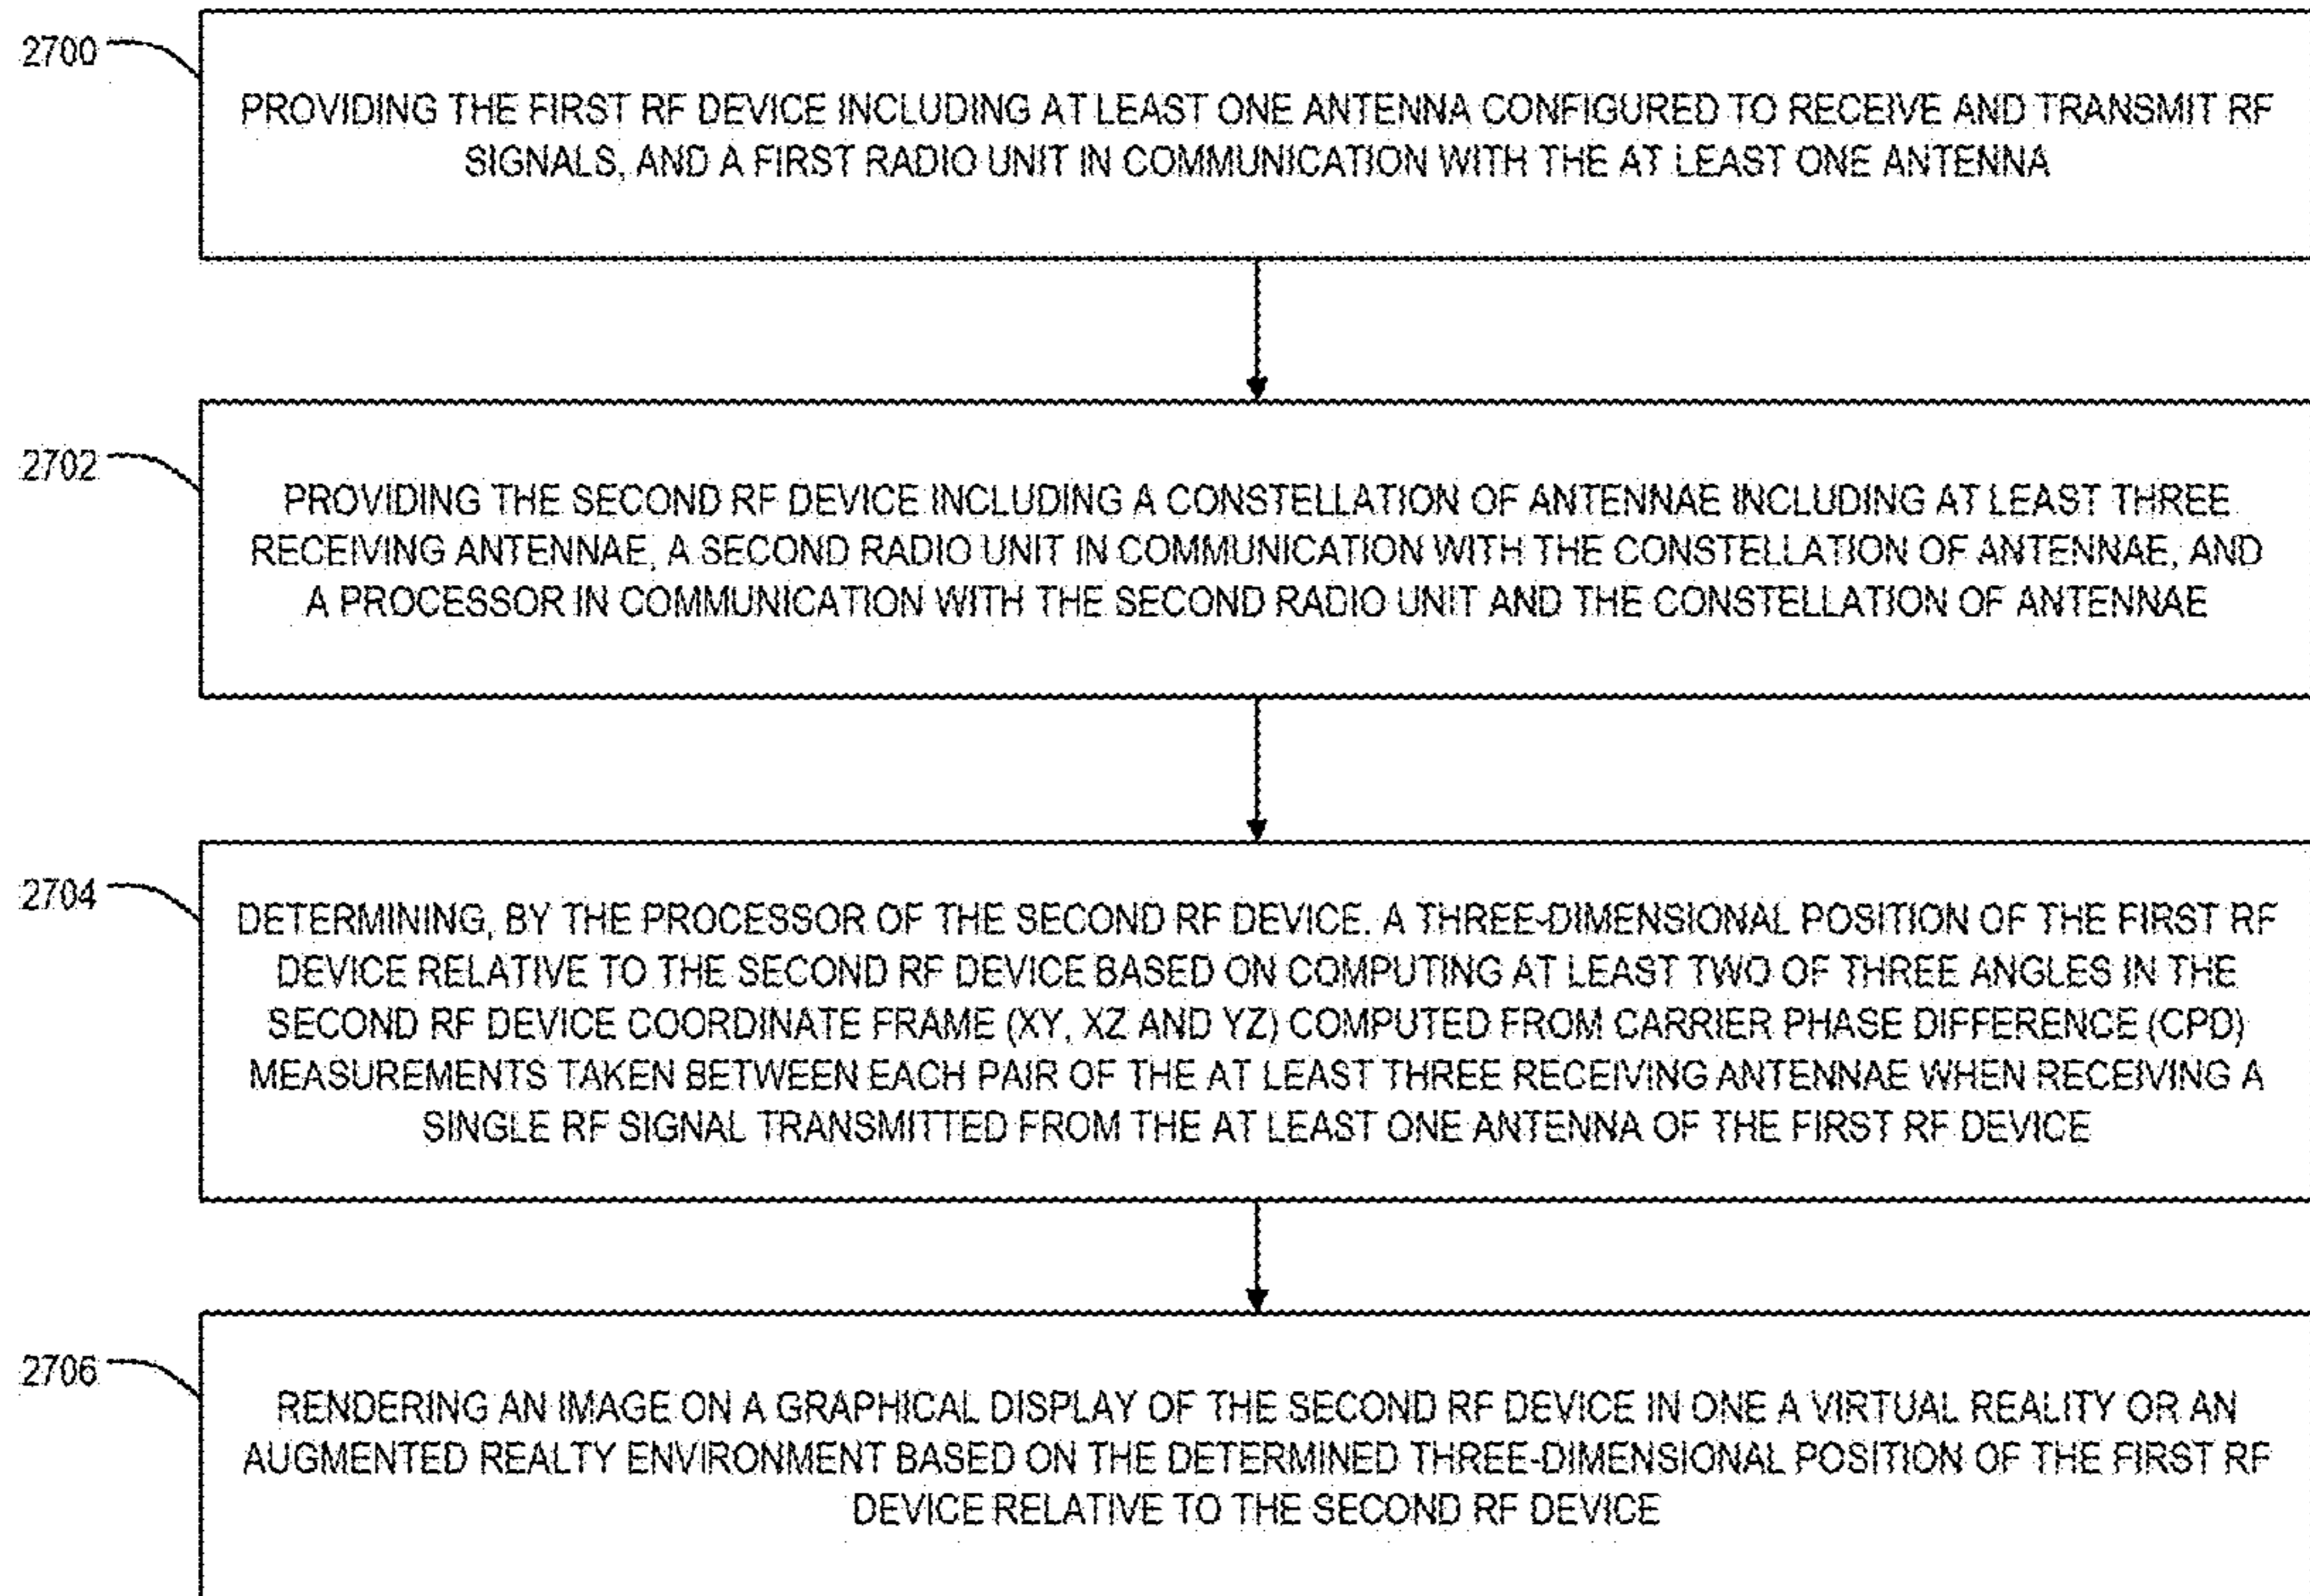 2700
PROVIDING THE FIRST RF DEVICE INCLUDING AT LEAST ONE ANTENNA CONFIGURED TO RECEIVE AND TRANSMIT RF
SIGNALS, AND A FIRST RADIO UNIT IN COMMUNICATION WITH THE AT LEAST ONE ANTENNA
2702
PROVIDING THE SECOND RF DEVICE INCLUDING A CONSTELLATION OF ANTENNAE INCLUDING AT LEAST THREE
RECEIVING ANTENNAE, A SECOND RADIO UNIT IN COMMUNICATION WITH THE CONSTELLATION OF ANTENNAE, AND
A PROCESSOR IN COMMUNICATION WITH THE SECOND RADIO UNIT AND THE CONSTELLATION OF ANTENNAE
2704
DETERMINING, BY THE PROCESSOR OF THE SECOND RF DEVICE. A THREE-DIMENSIONAL POSITION OF THE FIRST RF
DEVICE RELATIVE TO THE SECOND RF DEVICE BASED ON COMPUTING AT LEAST TWO OF THREE ANGLES IN THE
SECOND RF DEVICE COORDINATE FRAME (XY, XZ AND YZ) COMPUTED FROM CARRIER PHASE DIFFERENCE (CPD)
MEASUREMENTS TAKEN BETWEEN EACH PAIR OF THE AT LEAST THREE RECEIVING ANTENNAE WHEN RECEIVING A
SINGLE RF SIGNAL TRANSMITTED FROM THE AT LEAST ONE ANTENNA OF THE FIRST RF DEVICE
2706
RENDERING AN IMAGE ON A GRAPHICAL DISPLAY OF THE SECOND RF DEVICE IN ONE A VIRTUAL REALITY OR AN
AUGMENTED REALTY ENVIRONMENT BASED ON THE DETERMINED THREE-DIMENSIONAL POSITION OF THE FIRST RF
DEVICE RELATIVE TO THE SECOND RF DEVICE